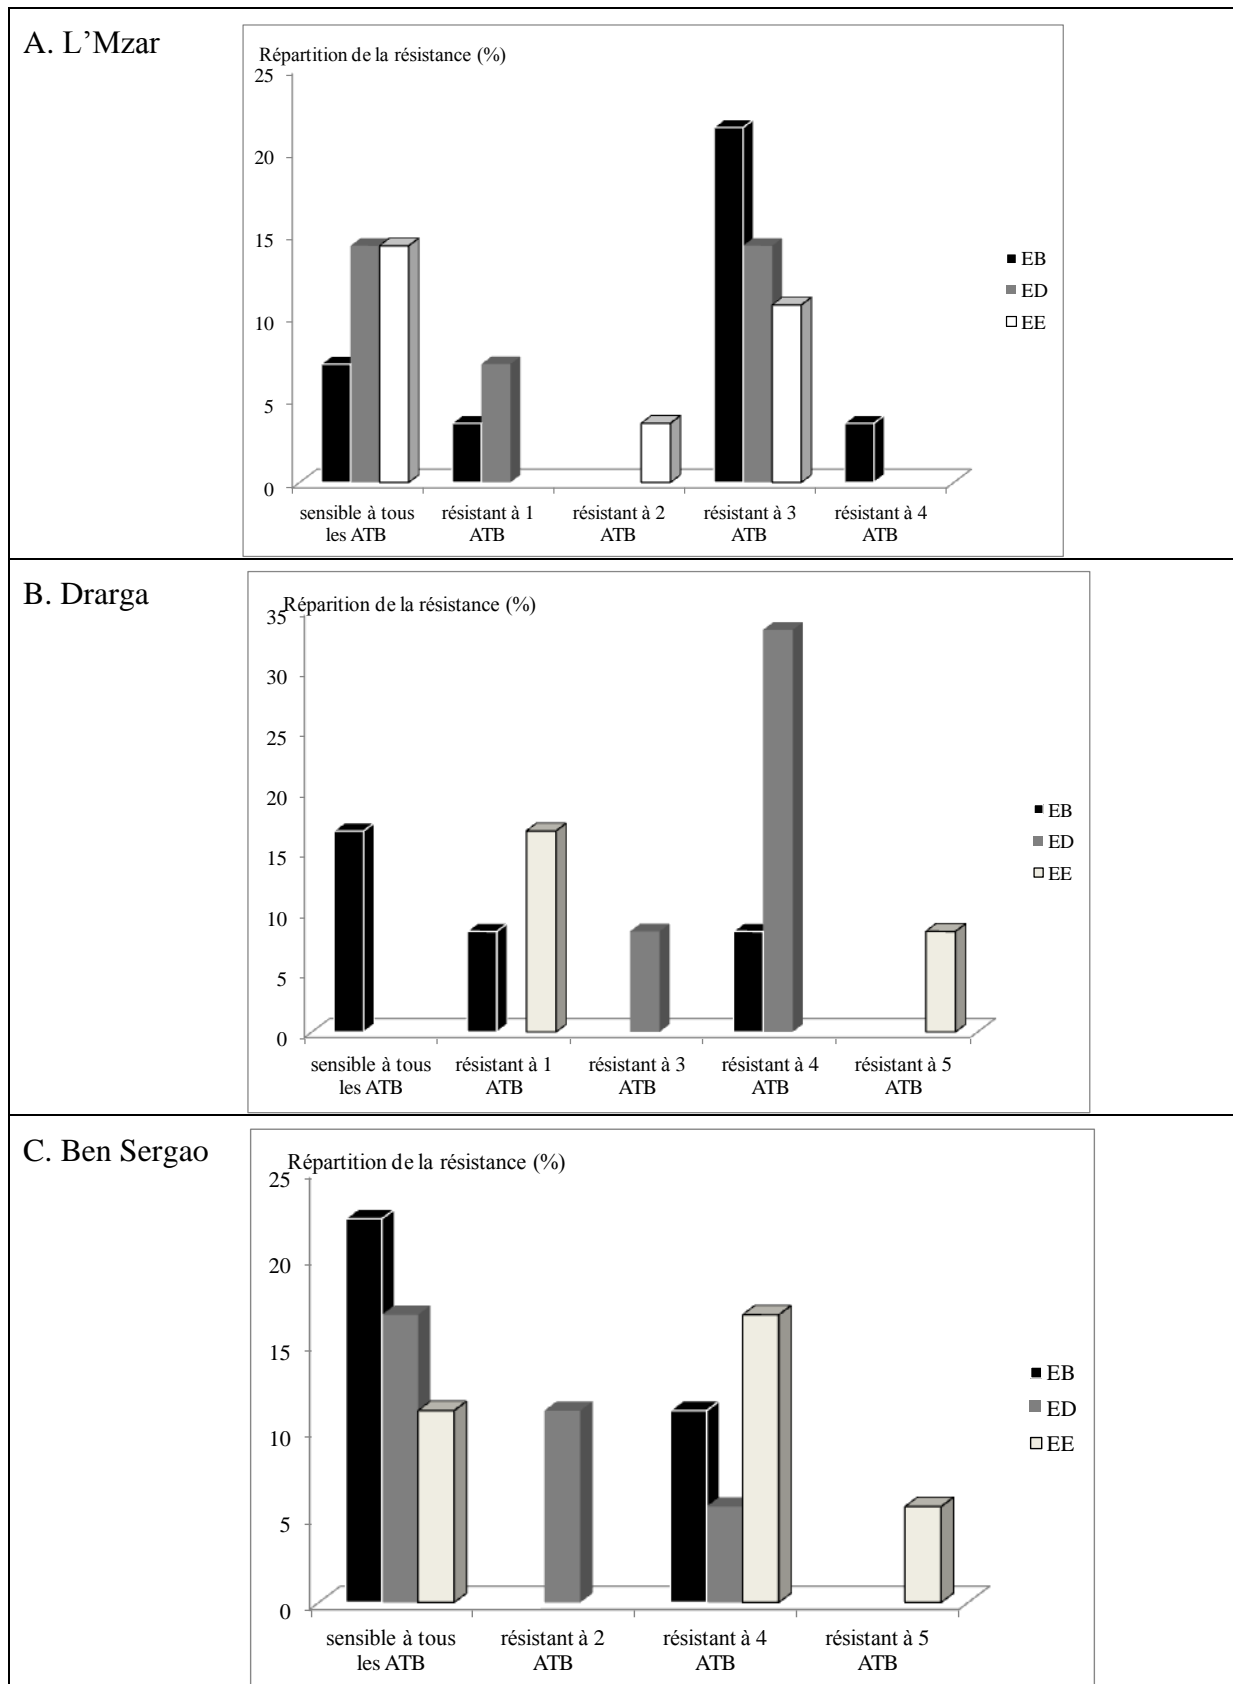 A. L’Mzar
Répartition de la résistance (%)
25
20
15
10
5
0
sensible à tous
les ATB
résistant à 1
ATB
résistant à 2
ATB
résistant à 3
ATB
résistant à 4
ATB
EB
ED
EE
B. Drarga
Réparition de la résistance (%)
35
30
25
20
15
10
5
0
sensible à tous
les ATB
résistant à 1
ATB
résistant à 3
ATB
résistant à 4
ATB
résistant à 5
ATB
EB
ED
EE
C. Ben Sergao
Répartition de la résistance (%)
25
20
15
10
5
0
sensible à tous
les ATB
résistant à 2
ATB
résistant à 4
ATB
résistant à 5
ATB
EB
ED
EE